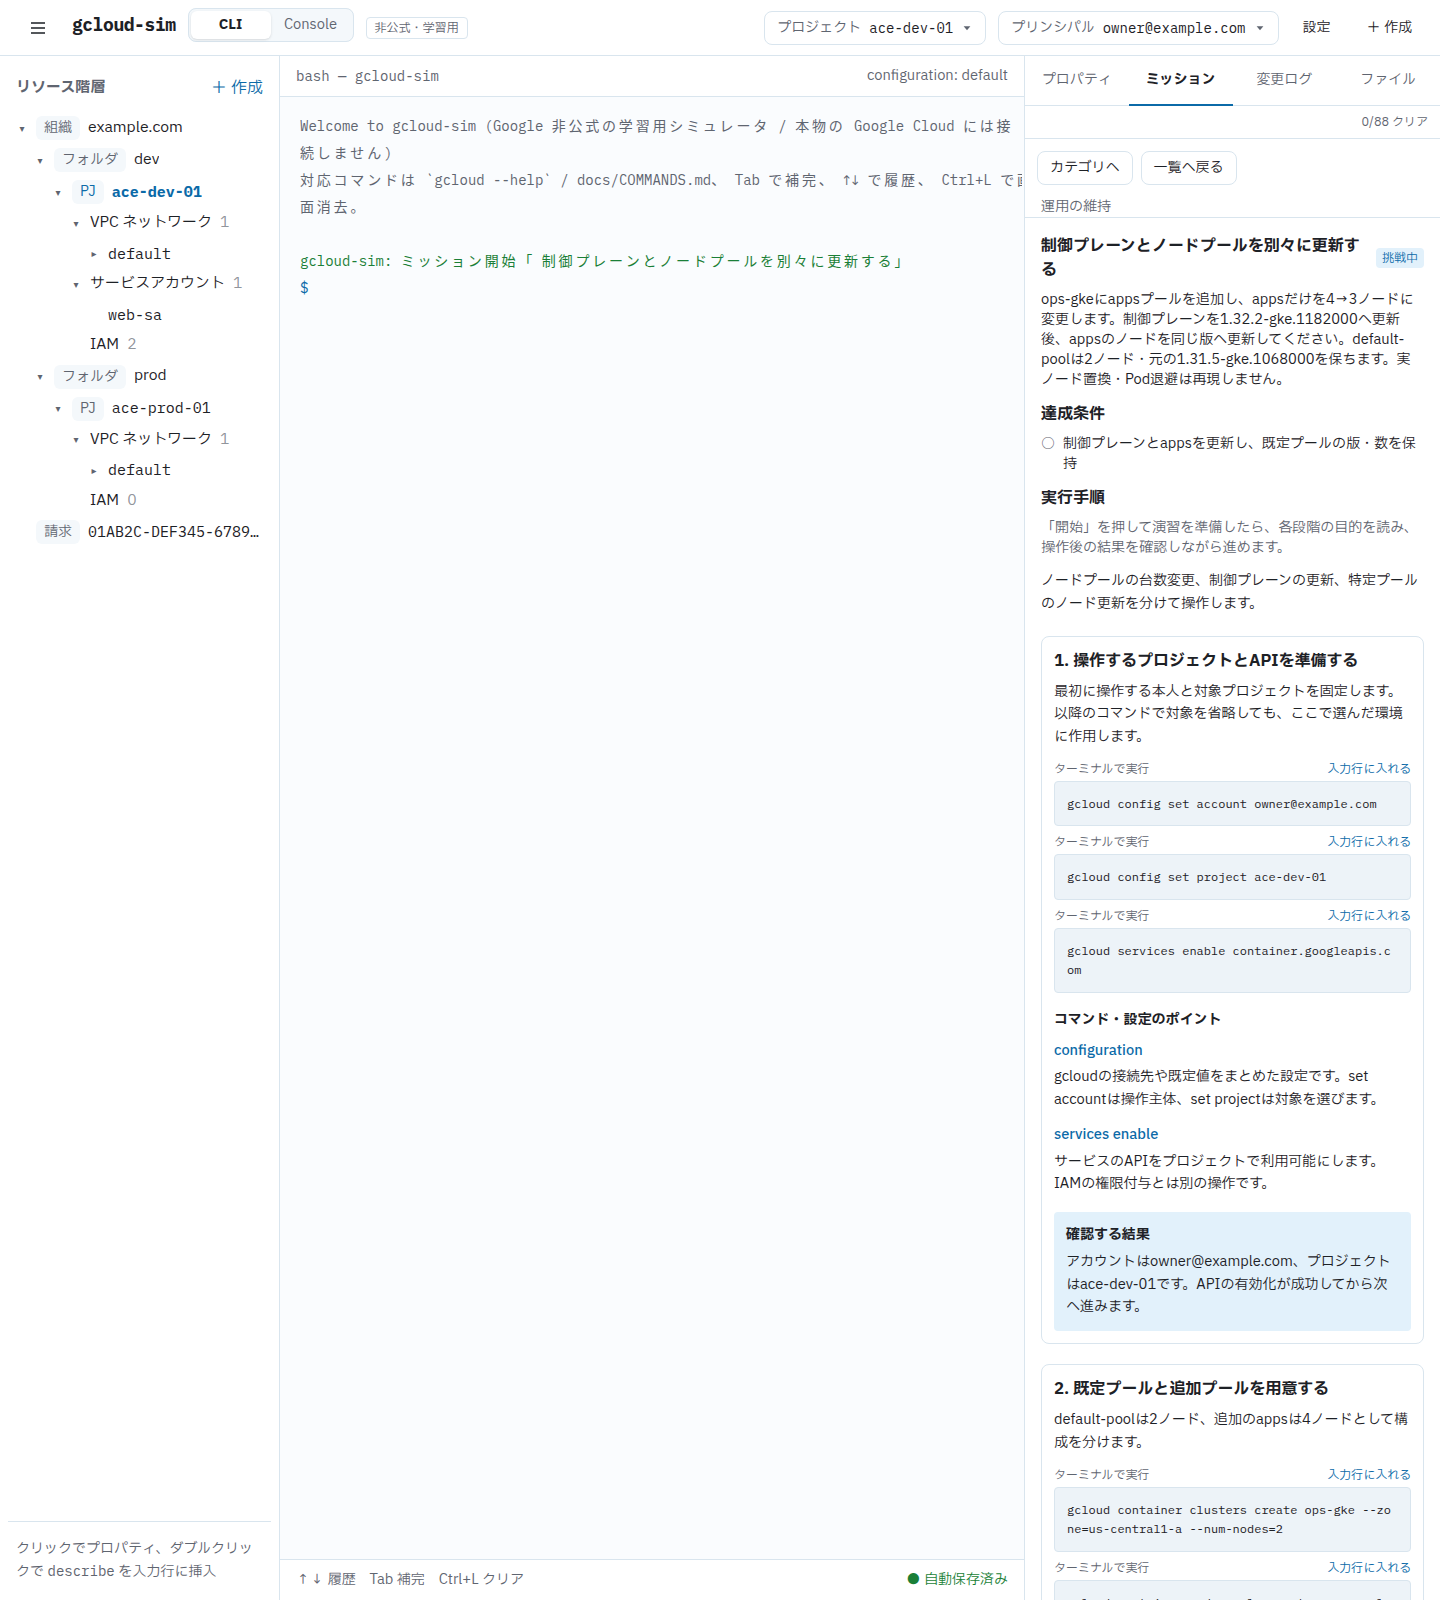 gcloud-sim
CLI
Console
非公式・学習用
プロジェクト ace-dev-01
プリンシパル owner@example.com
設定
＋ 作成
リソース階層
＋ 作成
組織 example.com
フォルダ dev
PJ ace-dev-01
VPC ネットワーク 1
default
サービスアカウント 1
web-sa
IAM 2
フォルダ prod
PJ ace-prod-01
VPC ネットワーク 1
default
IAM 0
請求 01AB2C-DEF345-6789…
クリックでプロパティ、ダブルクリッ
クで describe を入力行に挿入
bash — gcloud-sim
configuration: default
Welcome to gcloud-sim (Google 非公式の学習用シミュレータ / 本物の Google Cloud には接
続しません)
対応コマンドは `gcloud --help` / docs/COMMANDS.md、 Tab で補完、 ↑↓ で履歴、 Ctrl+L で画
面消去。
gcloud-sim: ミッション開始「 制御プレーンとノードプールを別々に更新する」
$
↑↓ 履歴 Tab 補完 Ctrl+L クリア
● 自動保存済み
プロパティ
ミッション
変更ログ
ファイル
0/88 クリア
カテゴリへ
一覧へ戻る
運用の維持
制御プレーンとノードプールを別々に更新す
る
挑戦中
ops-gkeにappsプールを追加し、appsだけを4→3ノードに
変更します。制御プレーンを1.32.2-gke.1182000へ更新
後、appsのノードを同じ版へ更新してください。default-
poolは2ノード・元の1.31.5-gke.1068000を保ちます。実
ノード置換・Pod退避は再現しません。
達成条件
○ 制御プレーンとappsを更新し、既定プールの版・数を保
持
実行手順
「開始」を押して演習を準備したら、各段階の目的を読み、
操作後の結果を確認しながら進めます。
ノードプールの台数変更、制御プレーンの更新、特定プール
のノード更新を分けて操作します。
1. 操作するプロジェクトとAPIを準備する
最初に操作する本人と対象プロジェクトを固定します。
以降のコマンドで対象を省略しても、ここで選んだ環境
に作用します。
ターミナルで実行
入力行に入れる
gcloud config set account owner@example.com
ターミナルで実行
入力行に入れる
gcloud config set project ace-dev-01
ターミナルで実行
入力行に入れる
gcloud services enable container.googleapis.c
om
コマンド・設定のポイント
configuration
gcloudの接続先や既定値をまとめた設定です。set
accountは操作主体、set projectは対象を選びます。
services enable
サービスのAPIをプロジェクトで利用可能にします。
IAMの権限付与とは別の操作です。
確認する結果
アカウントはowner@example.com、プロジェクト
はace-dev-01です。APIの有効化が成功してから次
へ進みます。
2. 既定プールと追加プールを用意する
default-poolは2ノード、追加のappsは4ノードとして構
成を分けます。
ターミナルで実行
入力行に入れる
gcloud container clusters create ops-gke --zo
ne=us-central1-a --num-nodes=2
ターミナルで実行
入力行に入れる